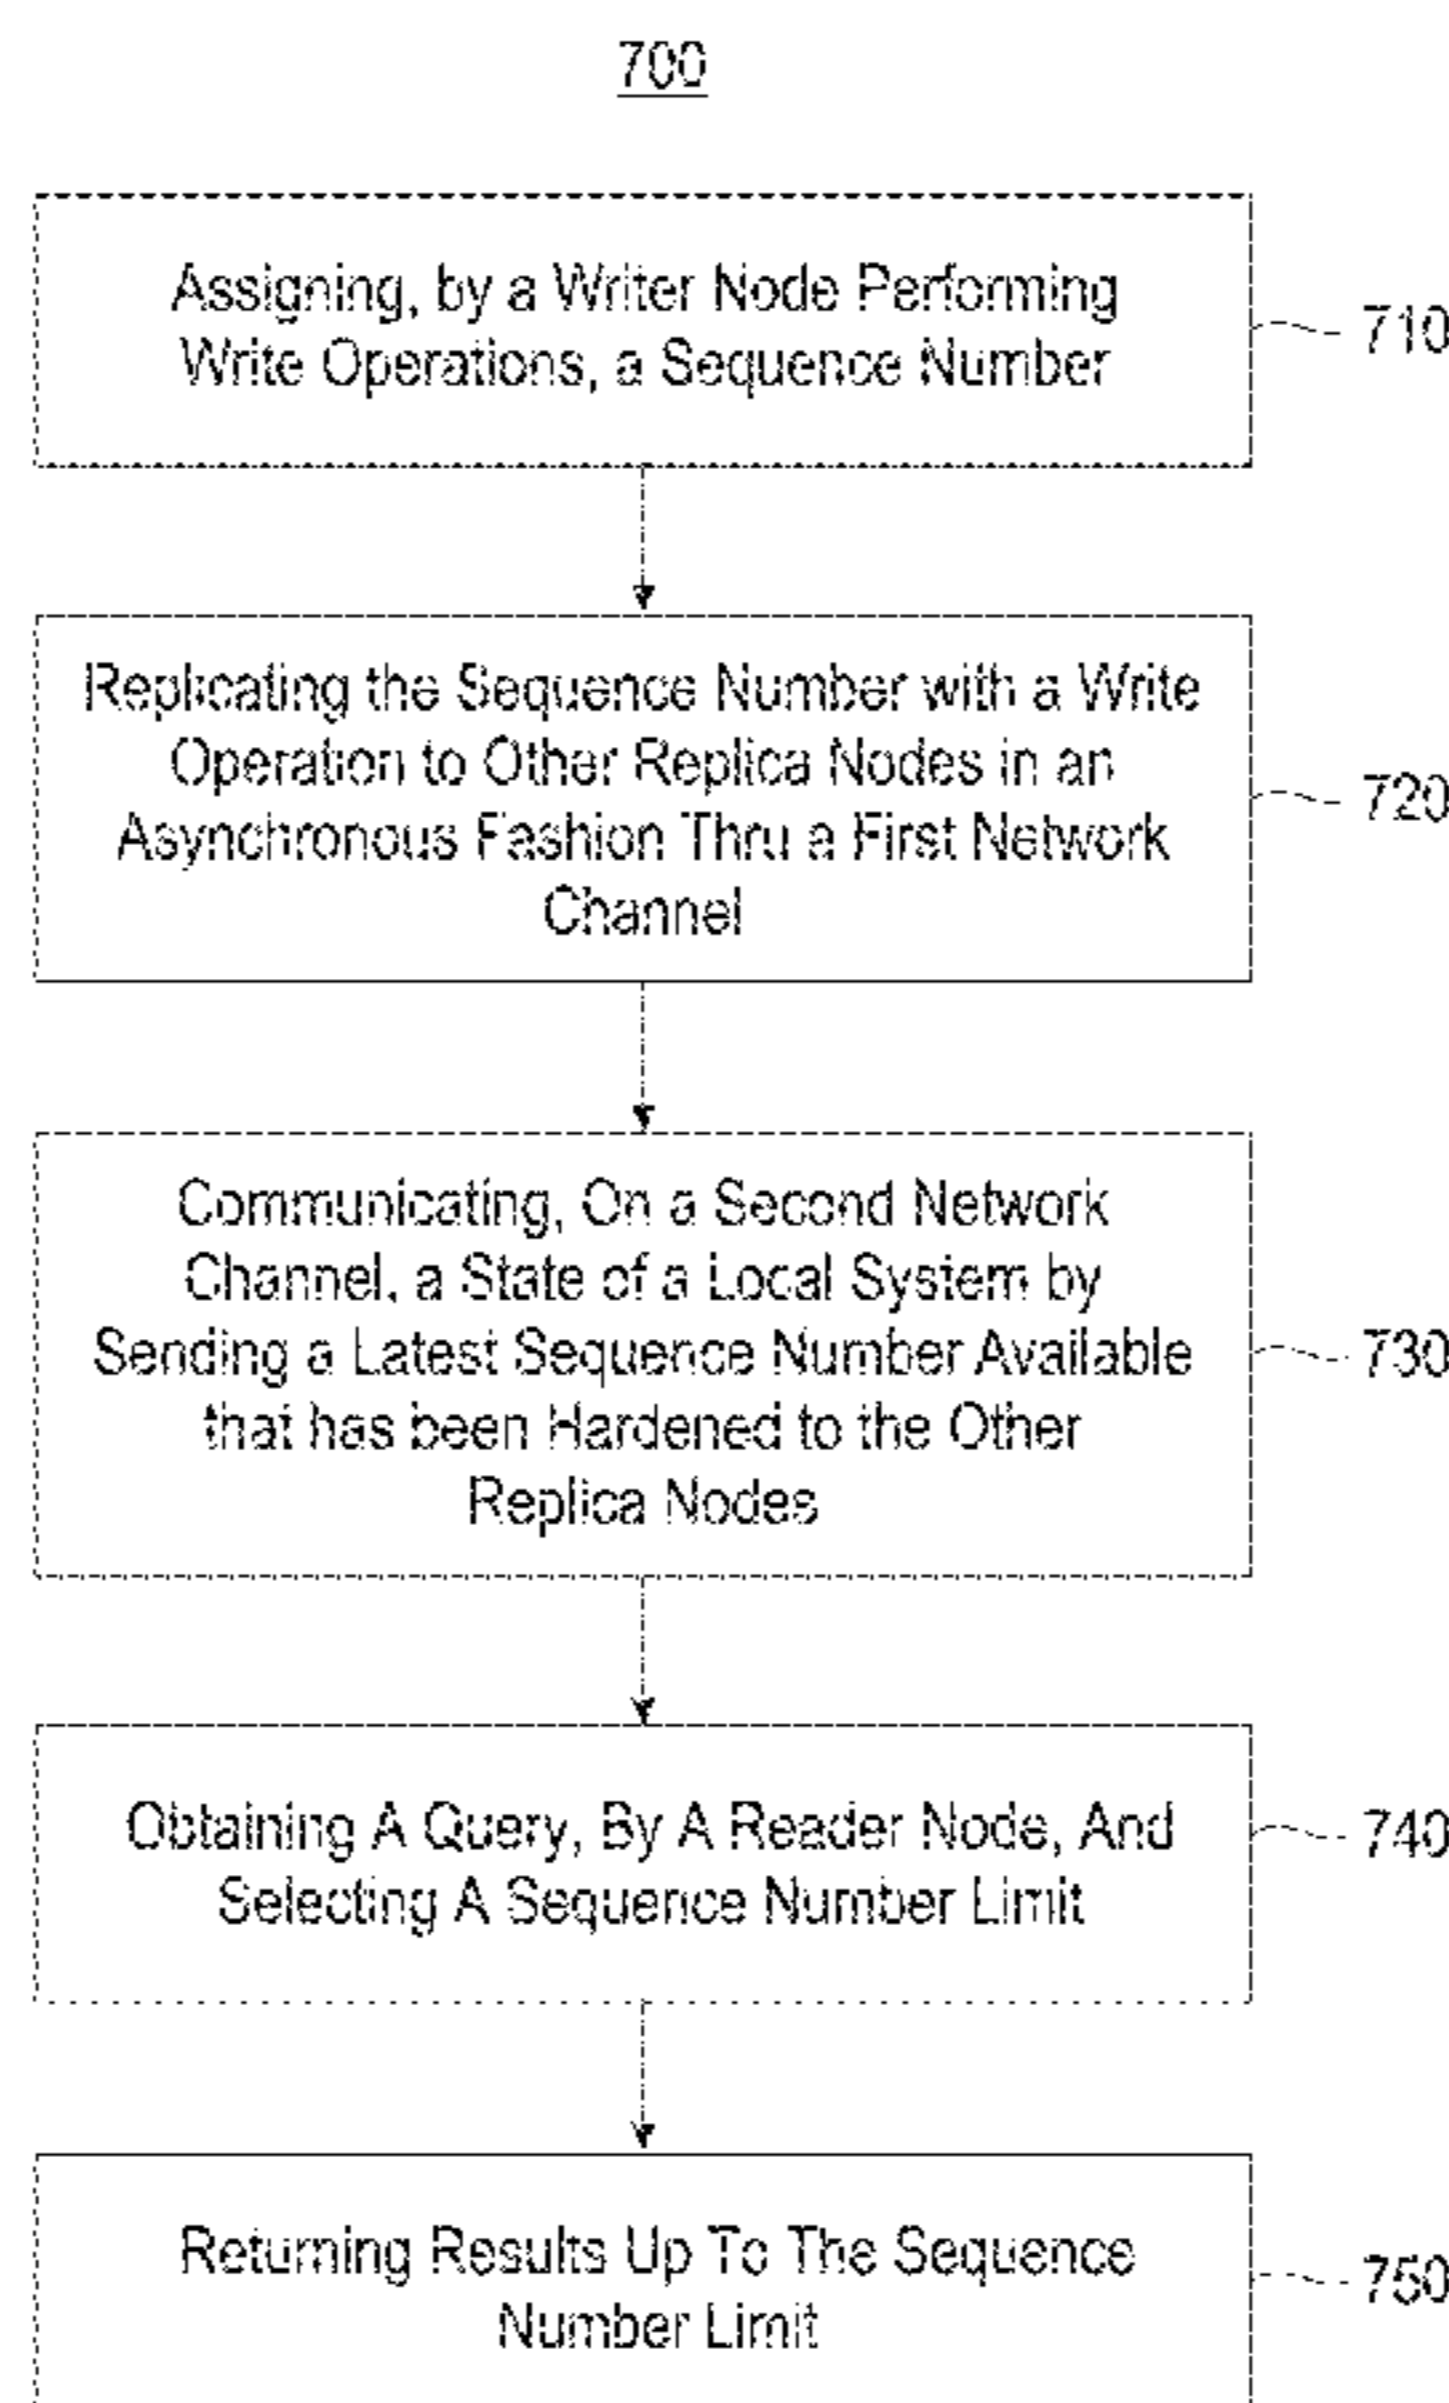 700
Assigning, by a Writer Node Performing
Write Operations, a Sequence Number
710
Replicating the Sequence Number with a Write
Operation to Other Replica Nodes in an
Asynchronous Fashion Thru a First Network
Channel
720
Communicating, On a Second Network
Channel, a State of a Local System by
Sending a Latest Sequence Number Available
that has been Hardened to the Other
Replica Nodes
730
Obtaining A Query, By A Reader Node, And
Selecting A Sequence Number Limit
740
Returning Results Up To The Sequence
Number Limit
750